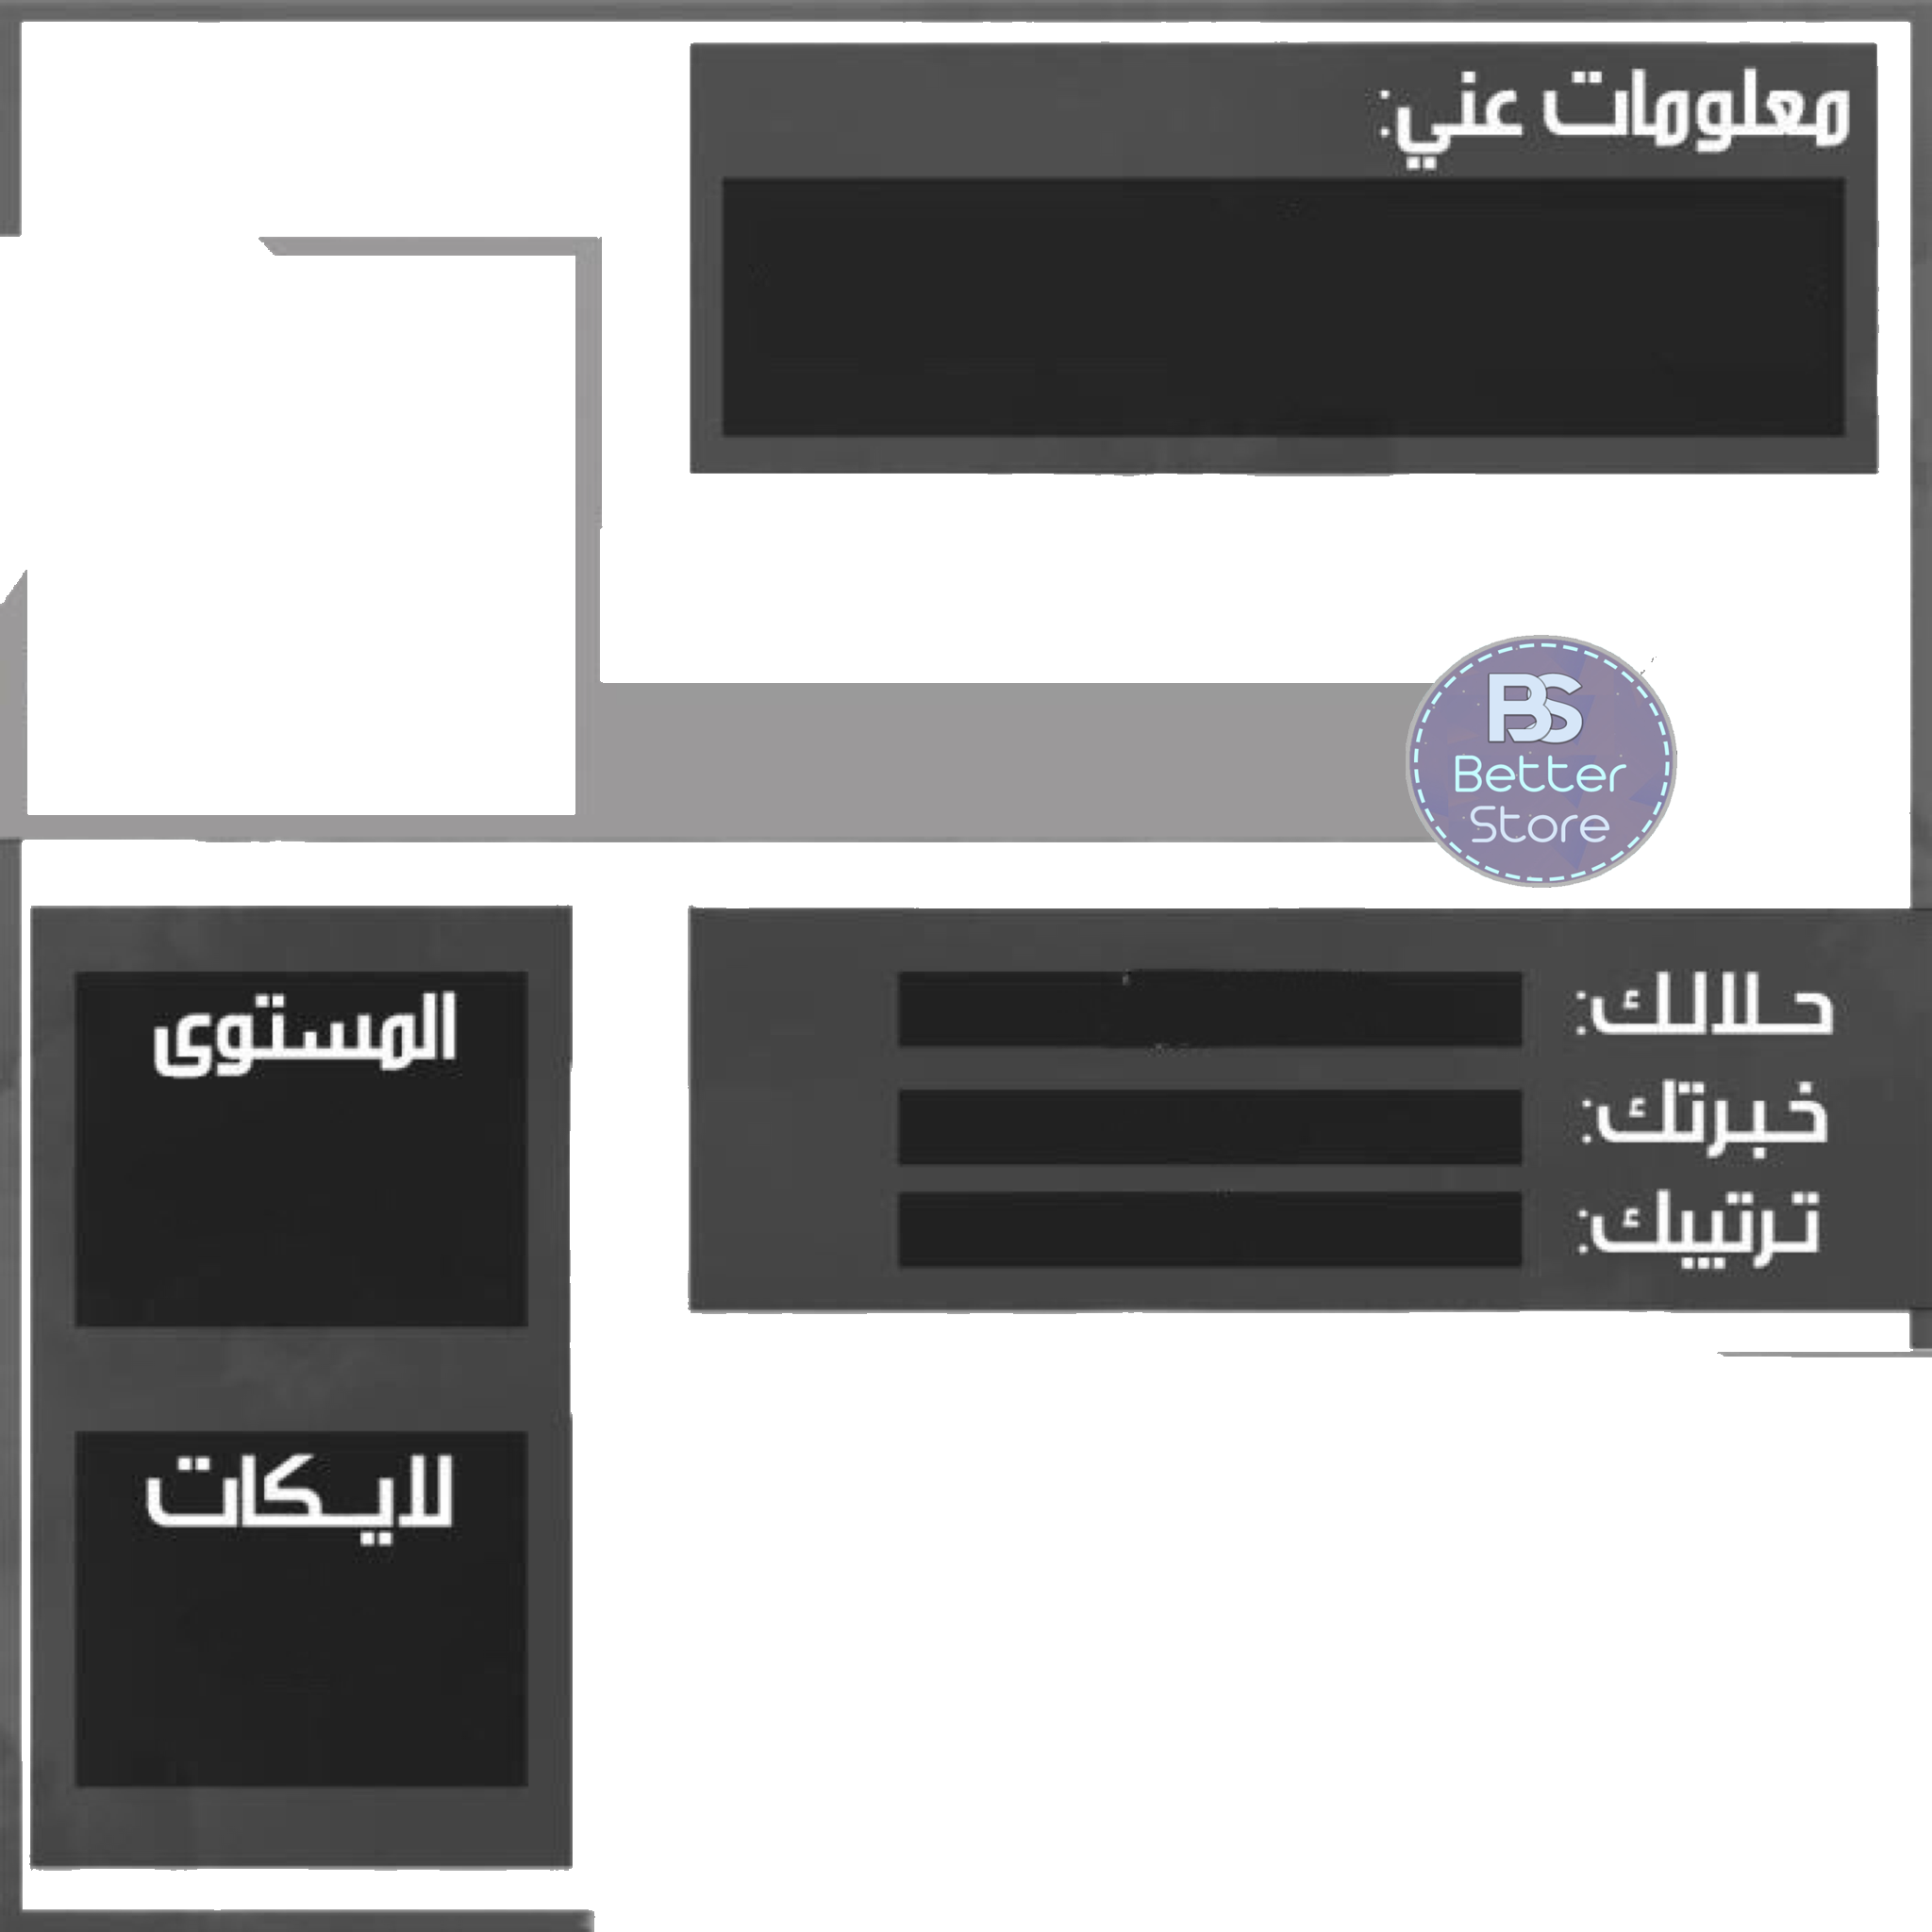 معلومات عني:
BS
Better
Store
حلالك:
خبرتك:
ترتيبك:
المستوى
لايكات